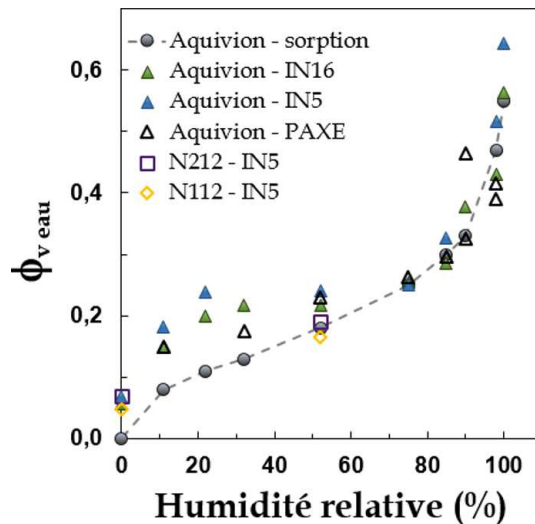 Aquivion - sorption
Aquivion - IN16
Aquivion - IN5
Aquivion - PAXE
N212 - IN5
N112 - IN5
0,6
0,4
0,2
0,0
ϕv eau
0 20 40 60 80 100
Humidité relative (%)